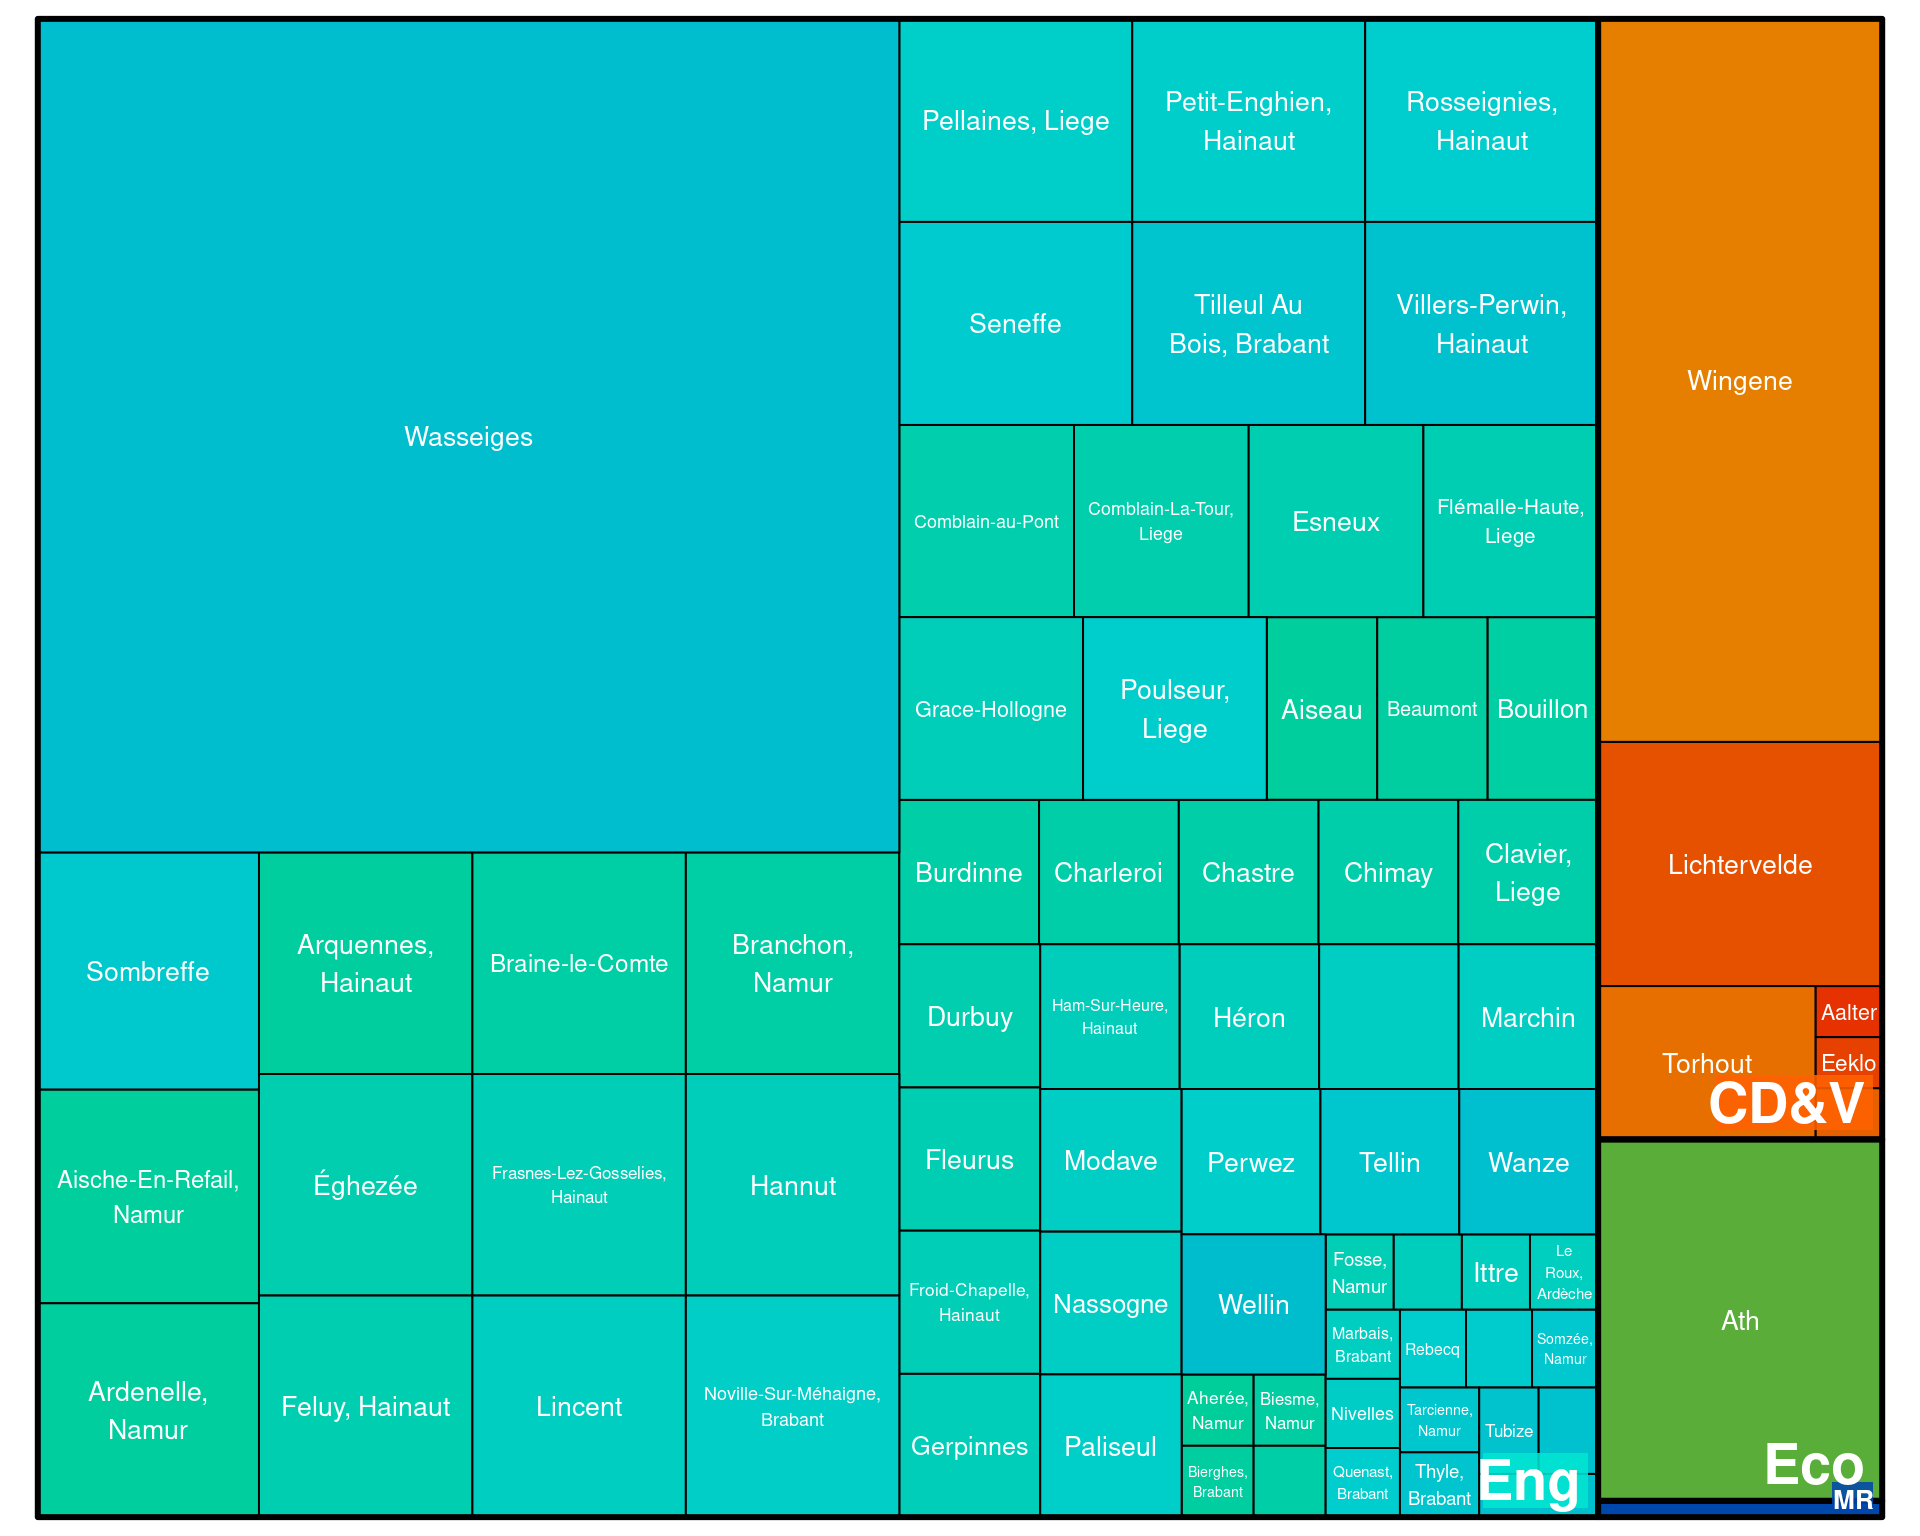 Wasseiges
Pellaines, Liege
Petit-Enghien,
Hainaut
Rosseignies,
Hainaut
Seneffe
Tilleul Au
Bois, Brabant
Villers-Perwin,
Hainaut
Comblain-au-Pont
Comblain-La-Tour,
Liege
Esneux
Flémalle-Haute,
Liege
Grace-Hollogne
Poulseur,
Liege
Aiseau
Beaumont
Bouillon
Sombreffe
Arquennes,
Hainaut
Braine-le-Comte
Branchon,
Namur
Aische-En-Refail,
Namur
Éghezée
Frasnes-Lez-Gosselies,
Hainaut
Hannut
Ardenelle,
Namur
Feluy, Hainaut
Lincent
Noville-Sur-Méhaigne,
Brabant
Burdinne
Charleroi
Chastre
Chimay
Clavier,
Liege
Durbuy
Ham-Sur-Heure,
Hainaut
Héron
Marchin
Fleurus
Modave
Perwez
Tellin
Wanze
Froid-Chapelle,
Hainaut
Nassogne
Wellin
Fosse,
Namur
Ittre
Le
Roux,
Ardèche
Marbais,
Brabant
Rebecq
Somzée,
Namur
Gerpinnes
Paliseul
Aherée,
Namur
Biesme,
Namur
Nivelles
Tarcienne,
Namur
Tubize
Bierghes,
Brabant
Quenast,
Brabant
Thyle,
Brabant
Eng
Wingene
Lichtervelde
Torhout
Aalter
Eeklo
CD&V
Ath
Eco
MR